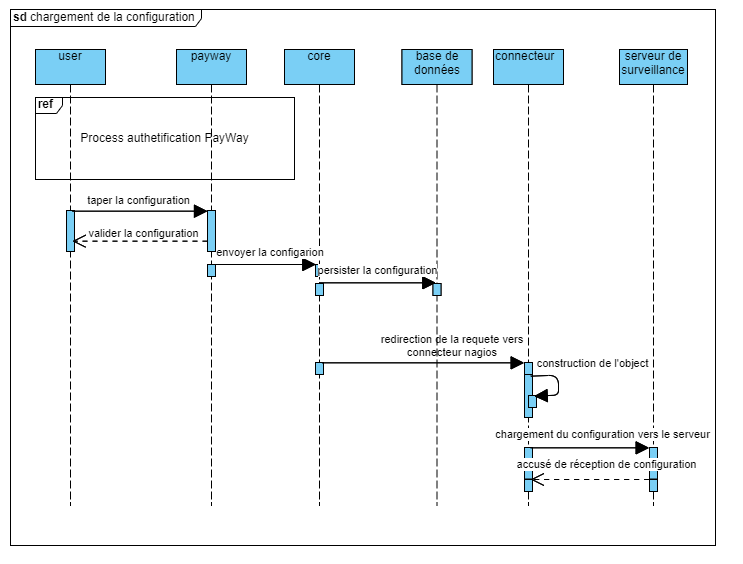 sd chargement de la configuration
user
payway
core
base de
données
connecteur
serveur de
surveillance
ref
Process authetification PayWay
taper la configuration
valider la configuration
envoyer la configarion
persister la configuration
redirection de la requete vers
connecteur nagios
construction de l'object
chargement du configuration vers le serveur
accusé de réception de configuration